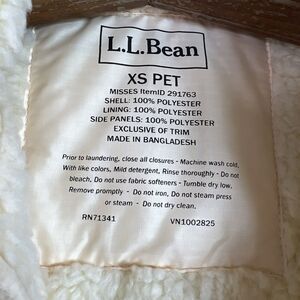 L.L.Bean
XS PET
MISSES ItemID 291763
SHELL: 100% POLYESTER
LINING: 100% POLYESTER
SIDE PANELS: 100% POLYESTER
EXCLUSIVE OF TRIM
MADE IN BANGLADESH
Prior to laundering, close all closures - Machine wash cold,
With like colors, Mild detergent, Rinse thoroughly - Do not
bleach. Do not use fabric softeners - Tumble dry low,
Remove promptly - Do not iron, Do not steam press
or steam - Do not dry clean.
RN71341 VN1002825